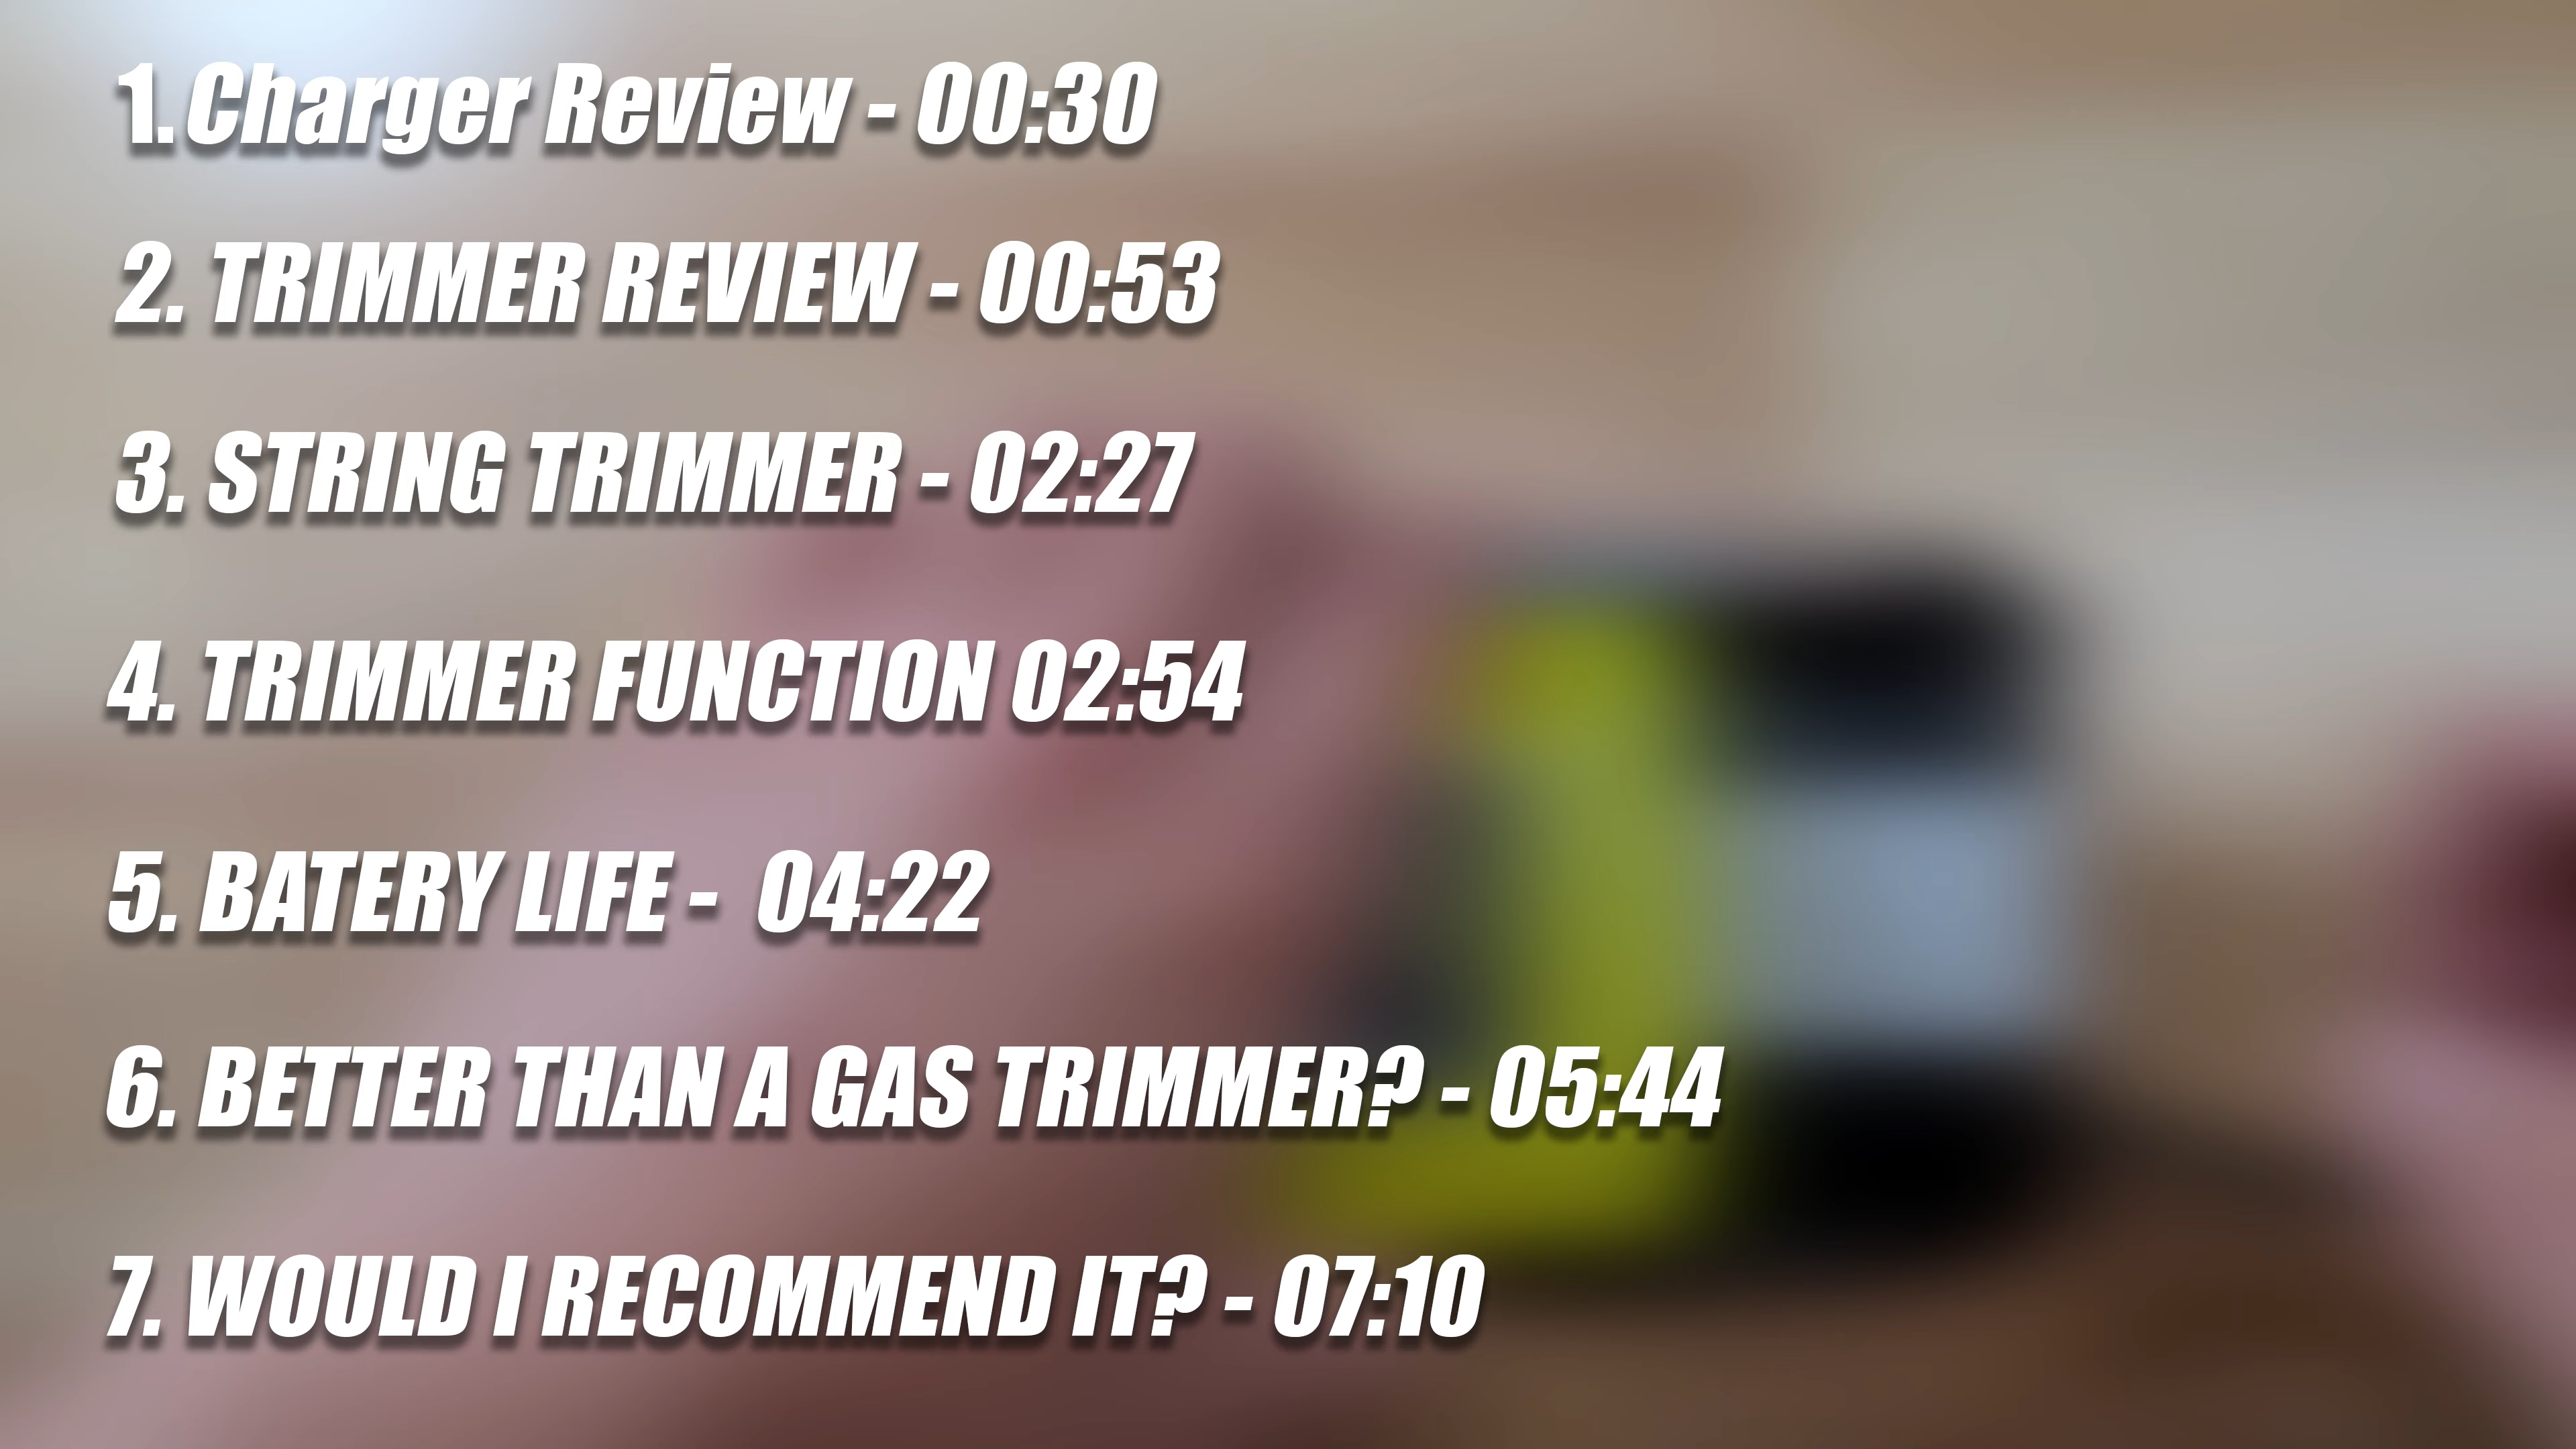 1. Charger Review - 00:30
2. TRIMMER REVIEW - 00:53
3. STRING TRIMMER - 02:27
4. TRIMMER FUNCTION 02:54
5. BATERY LIFE - 04:22
6. BETTER THAN A GAS TRIMMER? - 05:44
7. WOULD I RECOMMEND IT? - 07:10